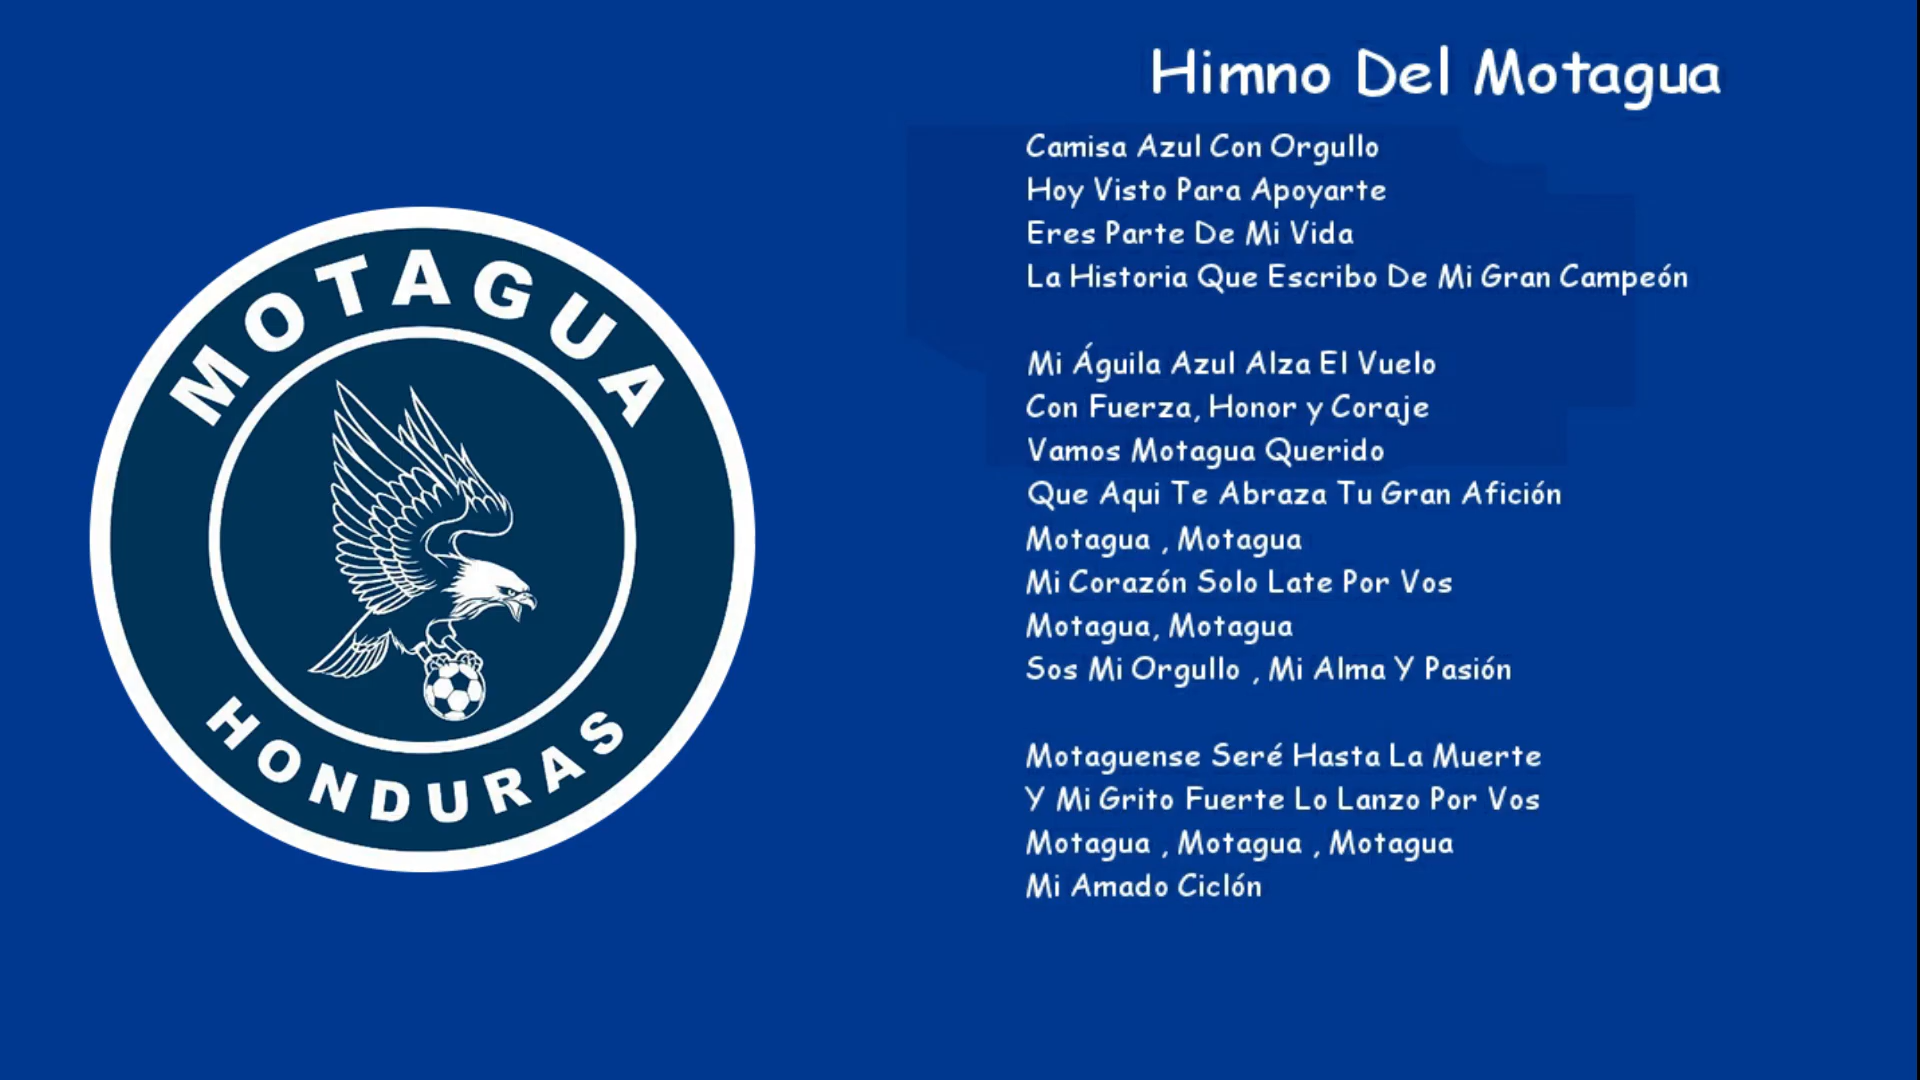 MOTAGUA
HONDURAS
Himno Del Motagua
Camisa Azul Con Orgullo
Hoy Visto Para Apoyarte
Eres Parte De Mi Vida
La Historia Que Escribo De Mi Gran Campeón
Mi Águila Azul Alza El Vuelo
Con Fuerza, Honor y Coraje
Vamos Motagua Querido
Que Aqui Te Abraza Tu Gran Afición
Motagua , Motagua
Mi Corazón Solo Late Por Vos
Motagua, Motagua
Sos Mi Orgullo , Mi Alma Y Pasión
Motaguense Seré Hasta La Muerte
Y Mi Grito Fuerte Lo Lanzo Por Vos
Motagua , Motagua , Motagua
Mi Amado Ciclón